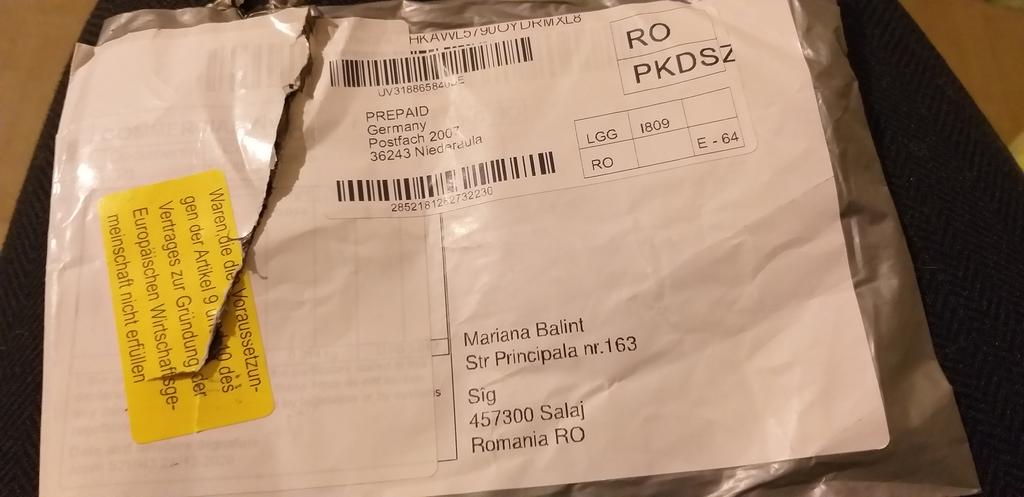 HKAWL5790OYDRMXL8
RO
PKDSZ
PREPAID
Germany
Postfach 2007
36243 Niederaula
LGG I809
RO E - 64
2852181262732230
Waren, die die Voraussetzun-
gen der Artikel 9 des
Vertrages zur Gründung der
Europäischen Wirtschaftsge-
meinschaft nicht erfüllen
Mariana Balint
Str Principala nr.163
Sig
457300 Salaj
Romania RO